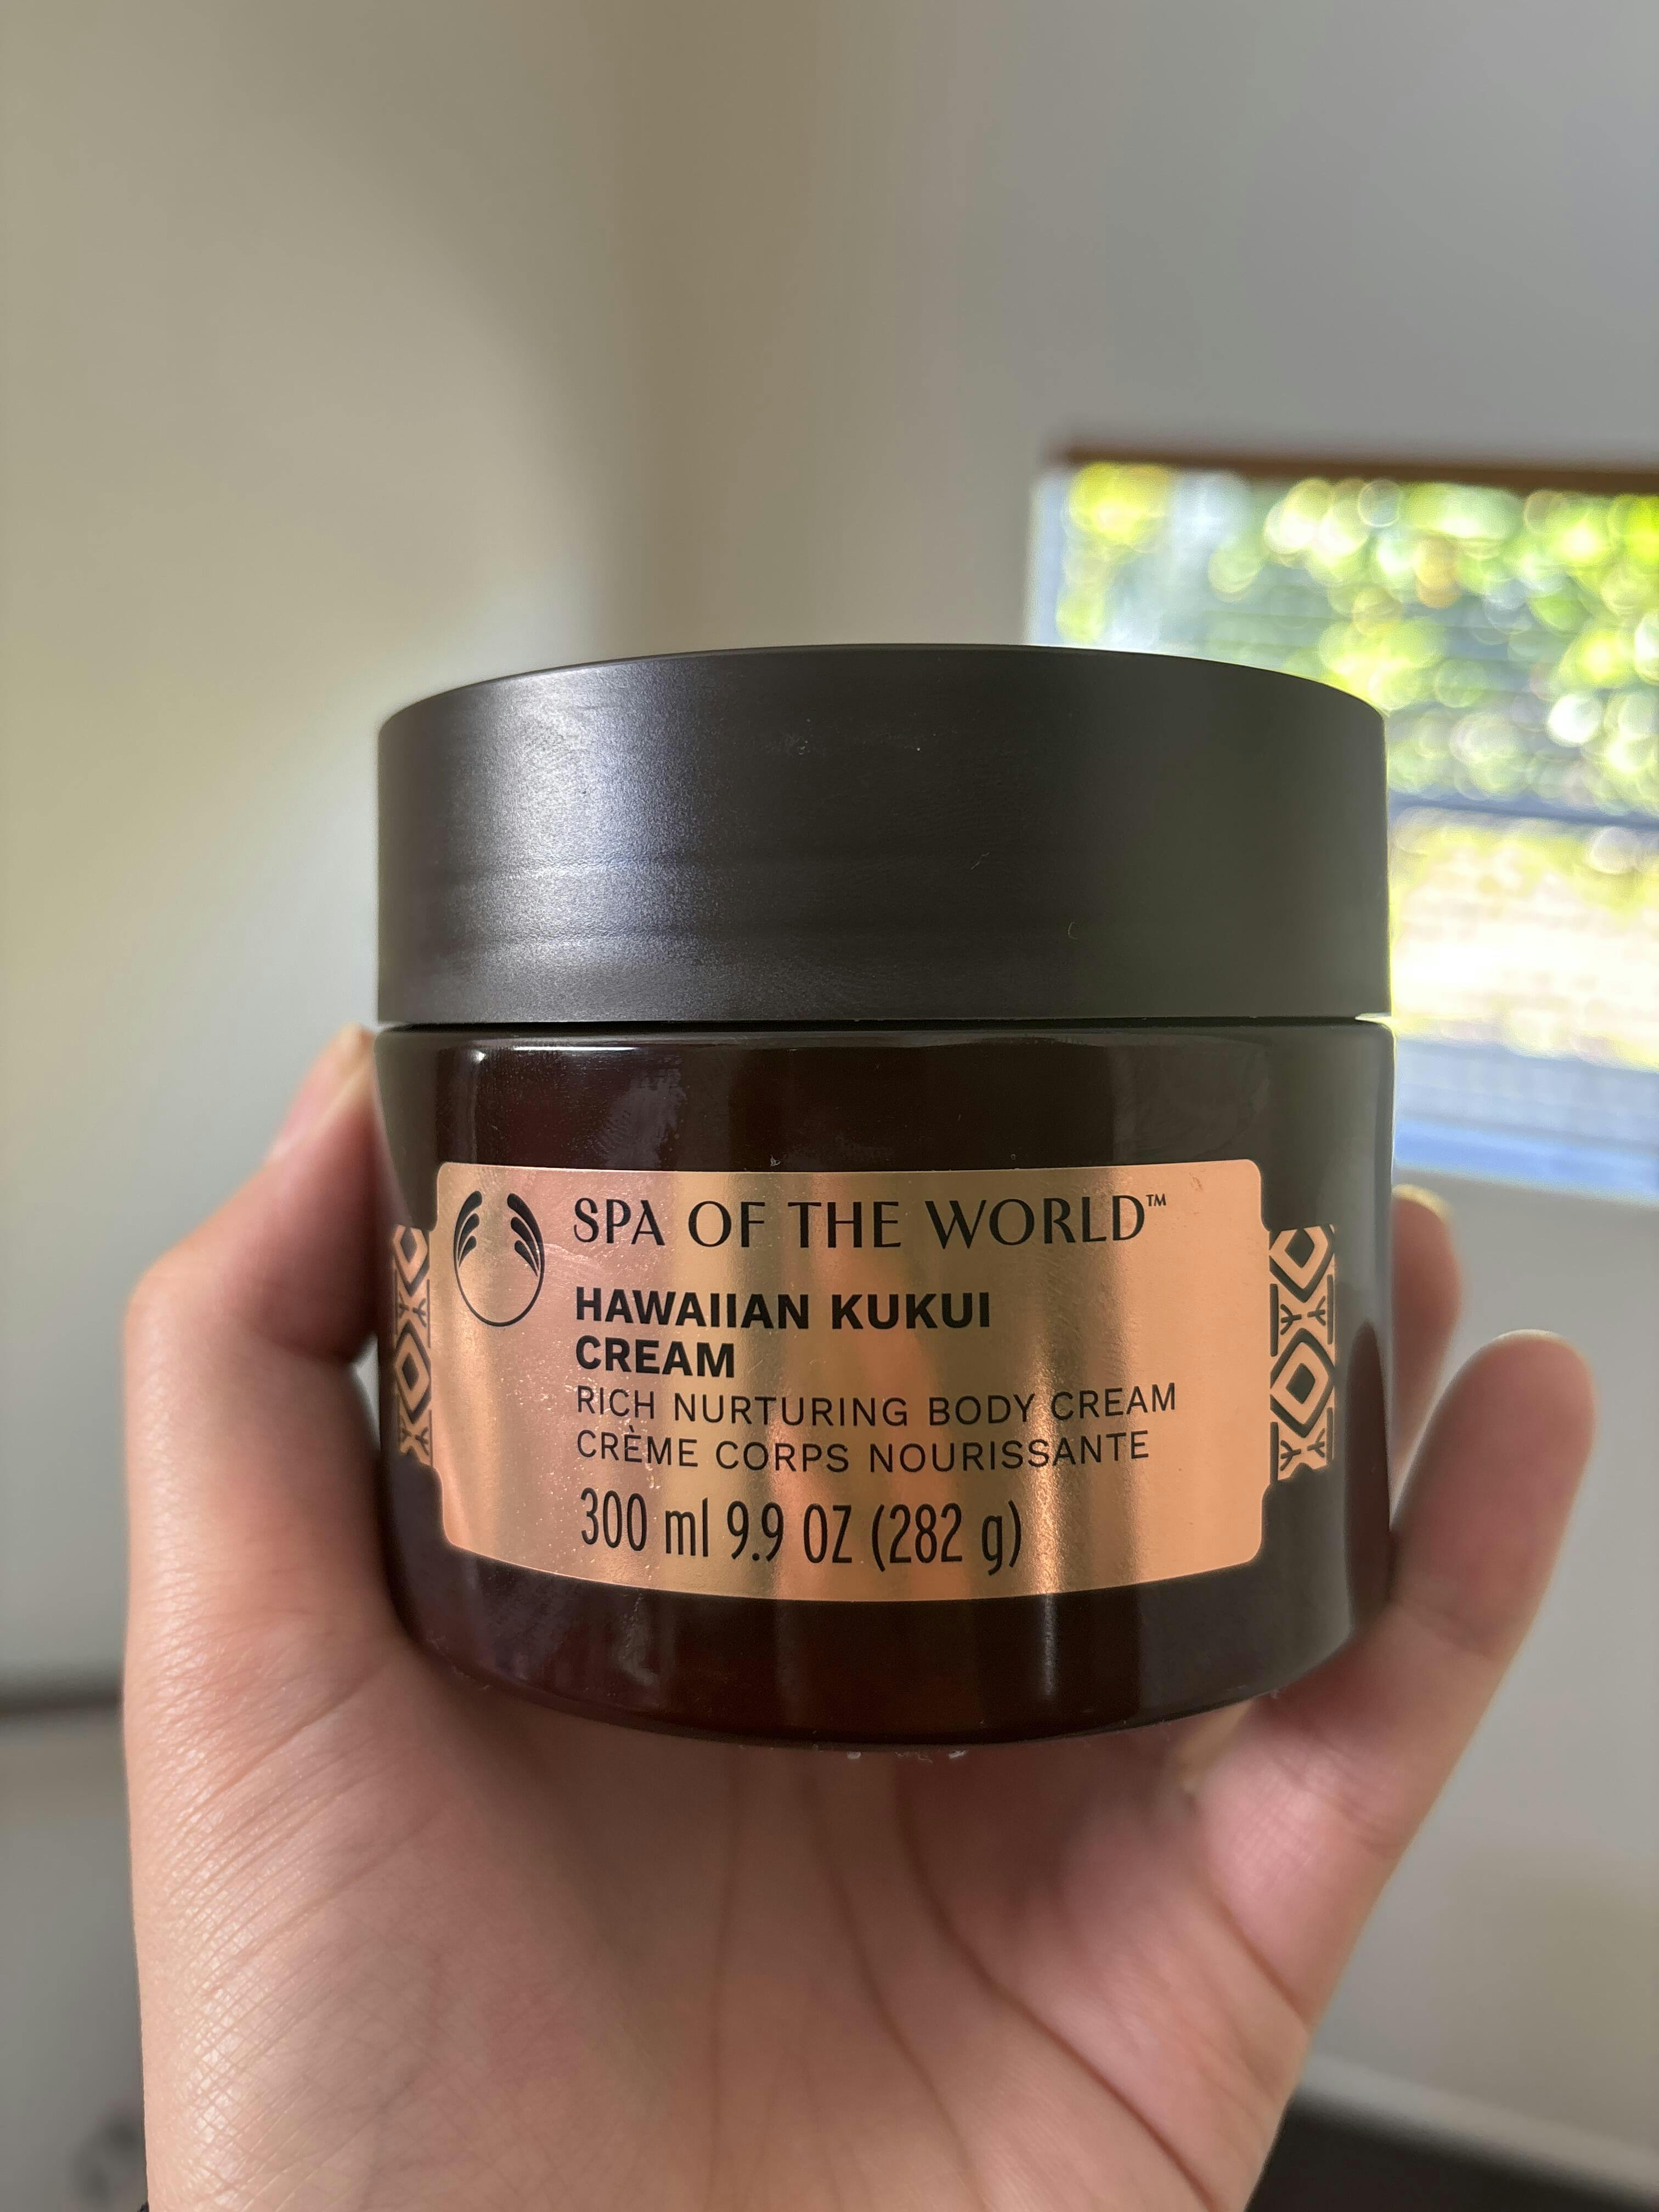 SPA OF THE WORLD™
HAWAIIAN KUKUI
CREAM
RICH NURTURING BODY CREAM
CRÈME CORPS NOURISSANTE
300 ml 9.9 OZ (282 g)